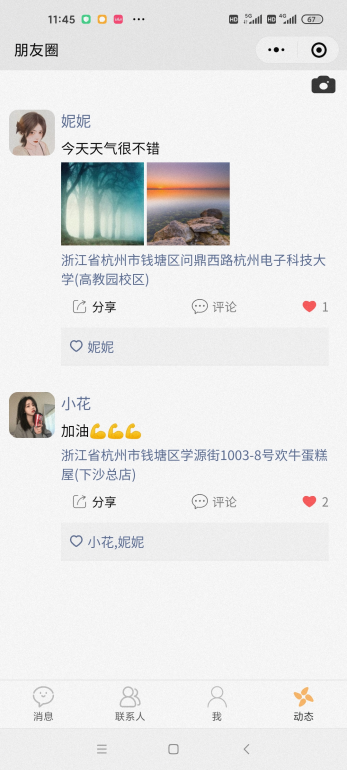 11:45
HD 5G HD 4G 67
朋友圈
妮妮
今天天气很不错
浙江省杭州市钱塘区问鼎西路杭州电子科技大
学(高教园校区)
分享 评论 1
妮妮
小花
加油💪💪💪
浙江省杭州市钱塘区学源街1003-8号欢牛蛋糕
屋(下沙总店)
分享 评论 2
小花,妮妮
消息 联系人 我 动态